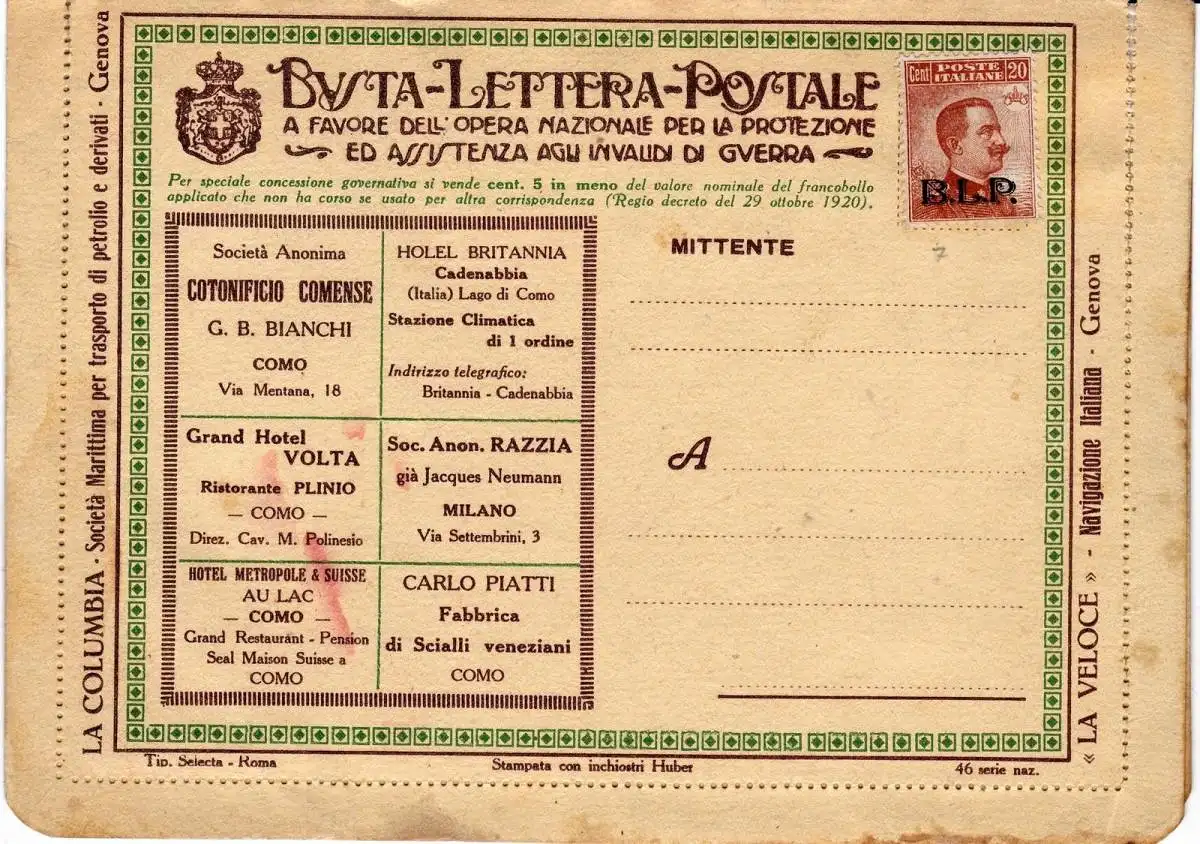 BUSTA-LETTERA-POSTALE
A FAVORE DELL'OPERA NAZIONALE PER LA PROTEZIONE
ED ASSISTENZA AGLI INVALIDI DI GUERRA
Per speciale concessione governativa si vende cent. 5 in meno del valore nominale del francobollo
applicato che non ha corso se usato per altra corrispondenza (Regio decreto del 29 ottobre 1920).
Cent POSTE ITALIANE 20
B.L.P.
7
Società Anonima
COTONIFICIO COMENSE
G. B. BIANCHI
COMO
Via Mentana, 18
HOLEL BRITANNIA
Cadenabbia
(Italia) Lago di Como
Stazione Climatica
di 1 ordine
Indirizzo telegrafico:
Britannia - Cadenabbia
Grand Hotel
VOLTA
Ristorante PLINIO
— COMO —
Direz. Cav. M. Polinesio
Soc. Anon. RAZZIA
già Jacques Neumann
MILANO
Via Settembrini, 3
HOTEL METROPOLE & SUISSE
AU LAC
— COMO —
Grand Restaurant - Pension
Seal Maison Suisse a
COMO
CARLO PIATTI
Fabbrica
di Scialli veneziani
COMO
MITTENTE
A
LA COLUMBIA - Società Marittima per trasporto di petrolio e derivati - Genova
« LA VELOCE » - Navigazione Italiana - Genova
Tip. Selecta - Roma
Stampata con inchiostri Huber
46 serie naz.